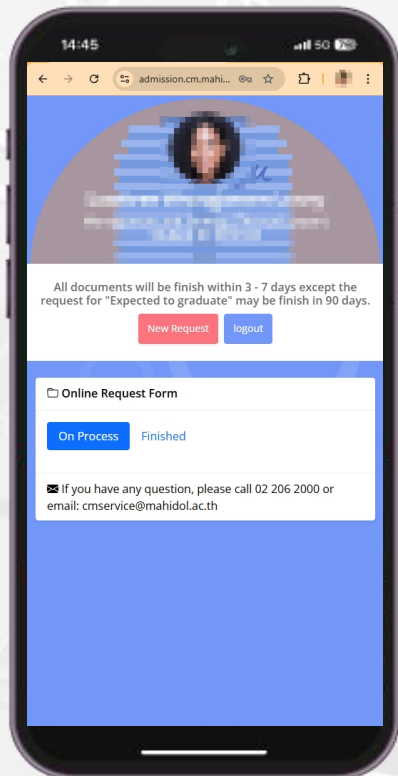 14:45
5G
admission.cm.mahi...
All documents will be finish within 3 - 7 days except the
request for "Expected to graduate" may be finish in 90 days.
New Request
logout
Online Request Form
On Process
Finished
If you have any question, please call 02 206 2000 or
email: cmservice@mahidol.ac.th